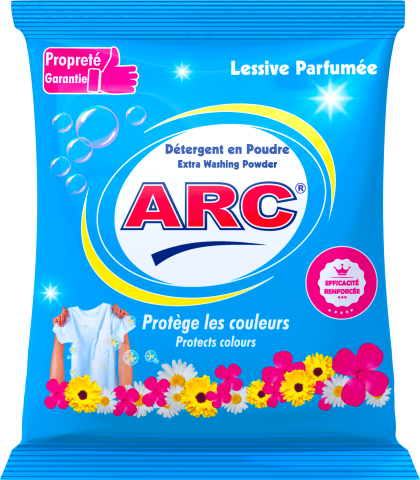 Propreté
Garantie
Lessive Parfumée
Détergent en Poudre
Extra Washing Powder
ARC®
EFFICACITÉ
RENFORCÉE
Protège les couleurs
Protects colours